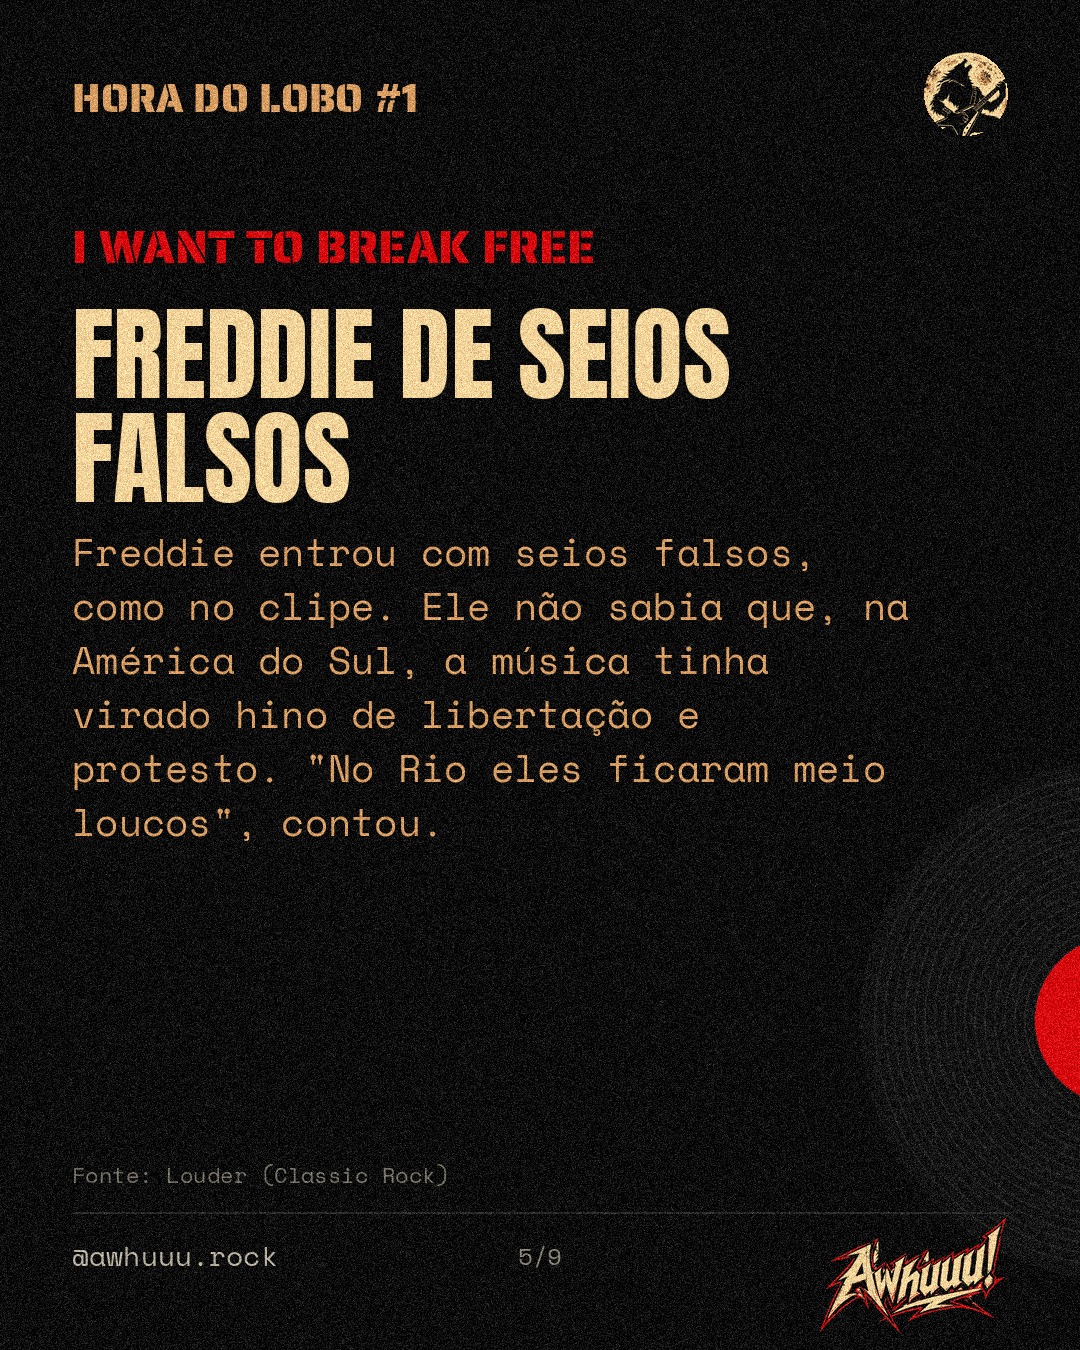 HORA DO LOBO #1
I WANT TO BREAK FREE
FREDDIE DE SEIOS
FALSOS
Freddie entrou com seios falsos,
como no clipe. Ele não sabia que, na
América do Sul, a música tinha
virado hino de libertação e
protesto. "No Rio eles ficaram meio
loucos", contou.
Fonte: Louder (Classic Rock)
@awhuuu.rock
5/9
Awhuuu!